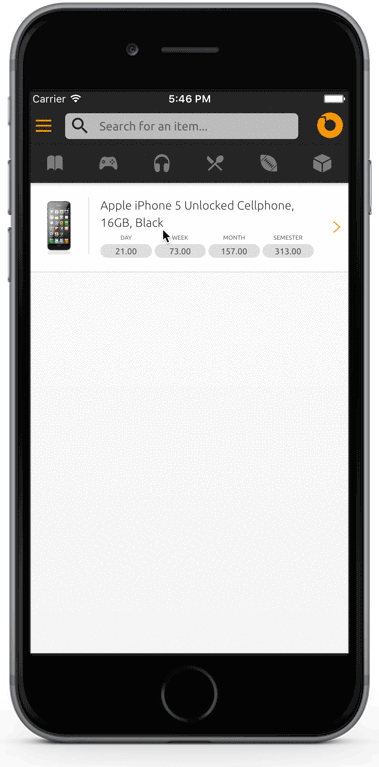 Carrier 5:46 PM
Search for an item...
Apple iPhone 5 Unlocked Cellphone,
16GB, Black
DAY WEEK MONTH SEMESTER
21.00 73.00 157.00 313.00